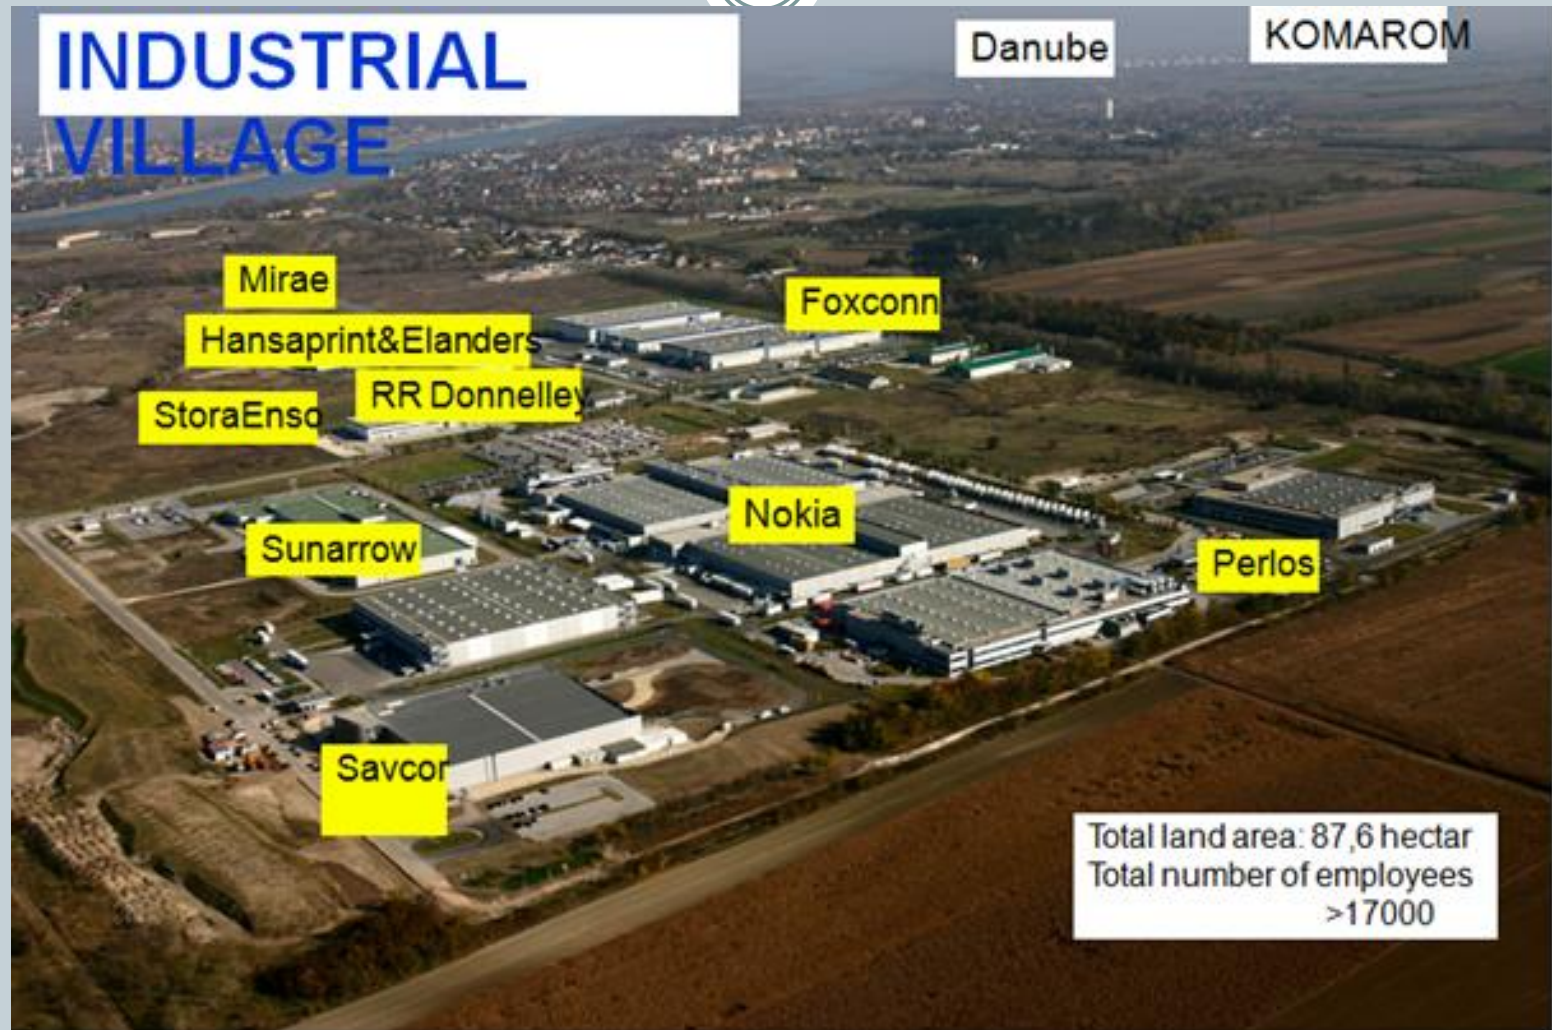 INDUSTRIAL
VILLAGE
Danube
KOMAROM
Mirae
Foxconn
Hansaprint&Elanders
RR Donnelley
StoraEnso
Nokia
Sunarrow
Perlos
Savcor
Total land area: 87,6 hectar
Total number of employees
>17000